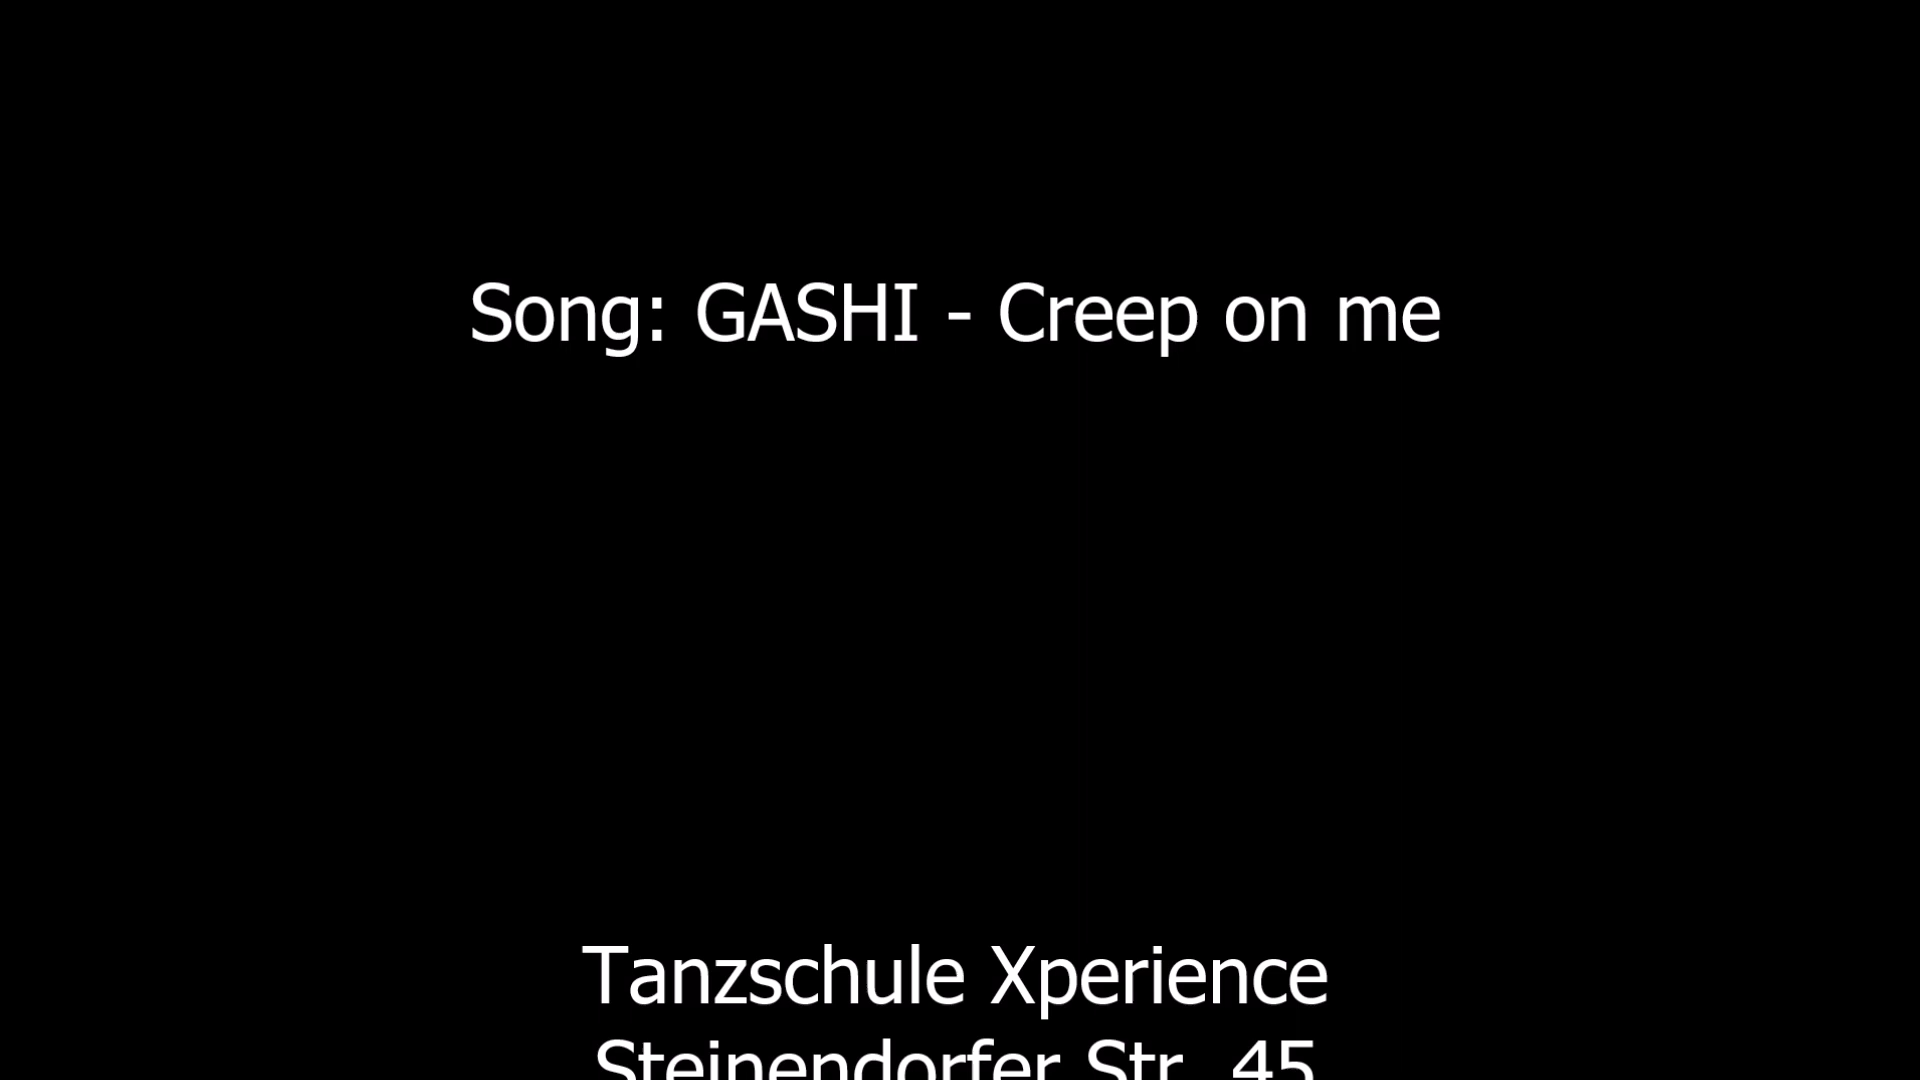 Song: GASHI - Creep on me
Tanzschule Xperience
Steinendorfer Str. 45